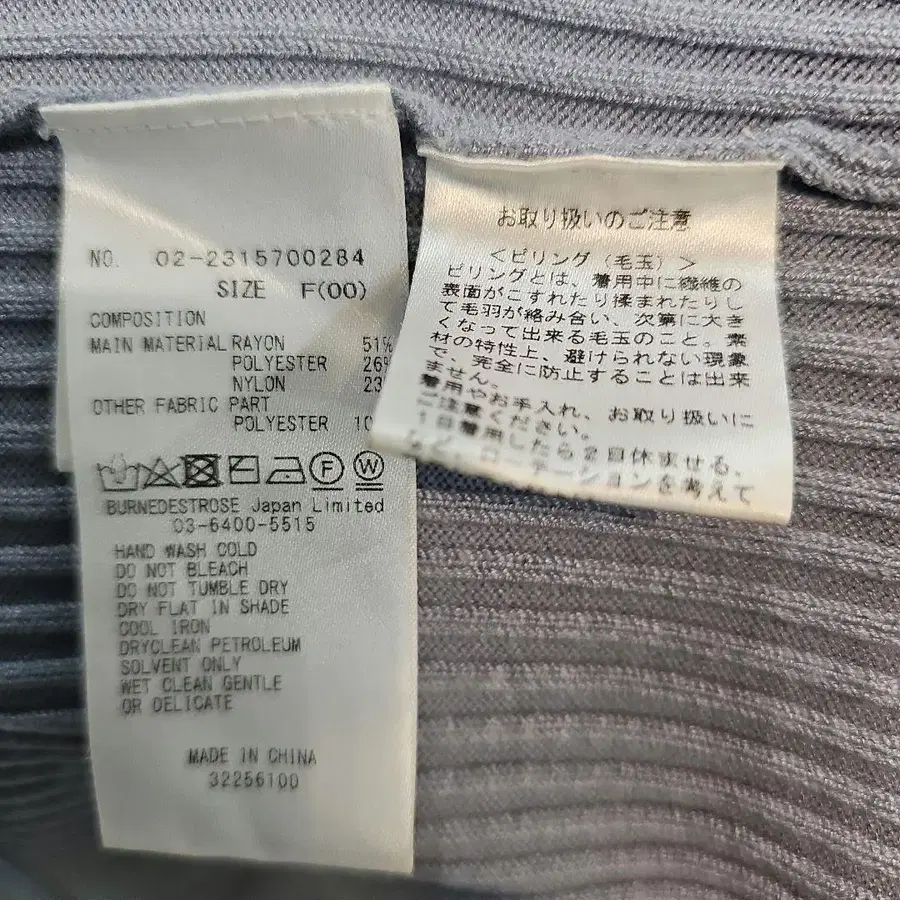 NO. 02-2315700284
SIZE F(00)
COMPOSITION
MAIN MATERIAL RAYON 51%
POLYESTER 26%
NYLON 23
OTHER FABRIC PART
POLYESTER
F W
BURNEDESTROSE Japan Limited
03-6400-5515
HAND WASH COLD
DO NOT BLEACH
DO NOT TUMBLE DRY
DRY FLAT IN SHADE
COOL IRON
DRYCLEAN PETROLEUM
SOLVENT ONLY
WET CLEAN GENTLE
OR DELICATE
MADE IN CHINA
32256100
お取り扱いのご注意
<ピリング(毛玉)>
ピリングとは、着用中に繊維の
表面がこすれたり揉まれたりし
て毛羽が絡み合い、次第に大き
くなって出来る毛玉のこと。素
材の特性上、避けられない現象
で、完全に防止することは出来
ません。
着用やお手入れ、お取り扱いに
ご注意ください。
1日着用したら2日休ませる、
ローテーションを考えて